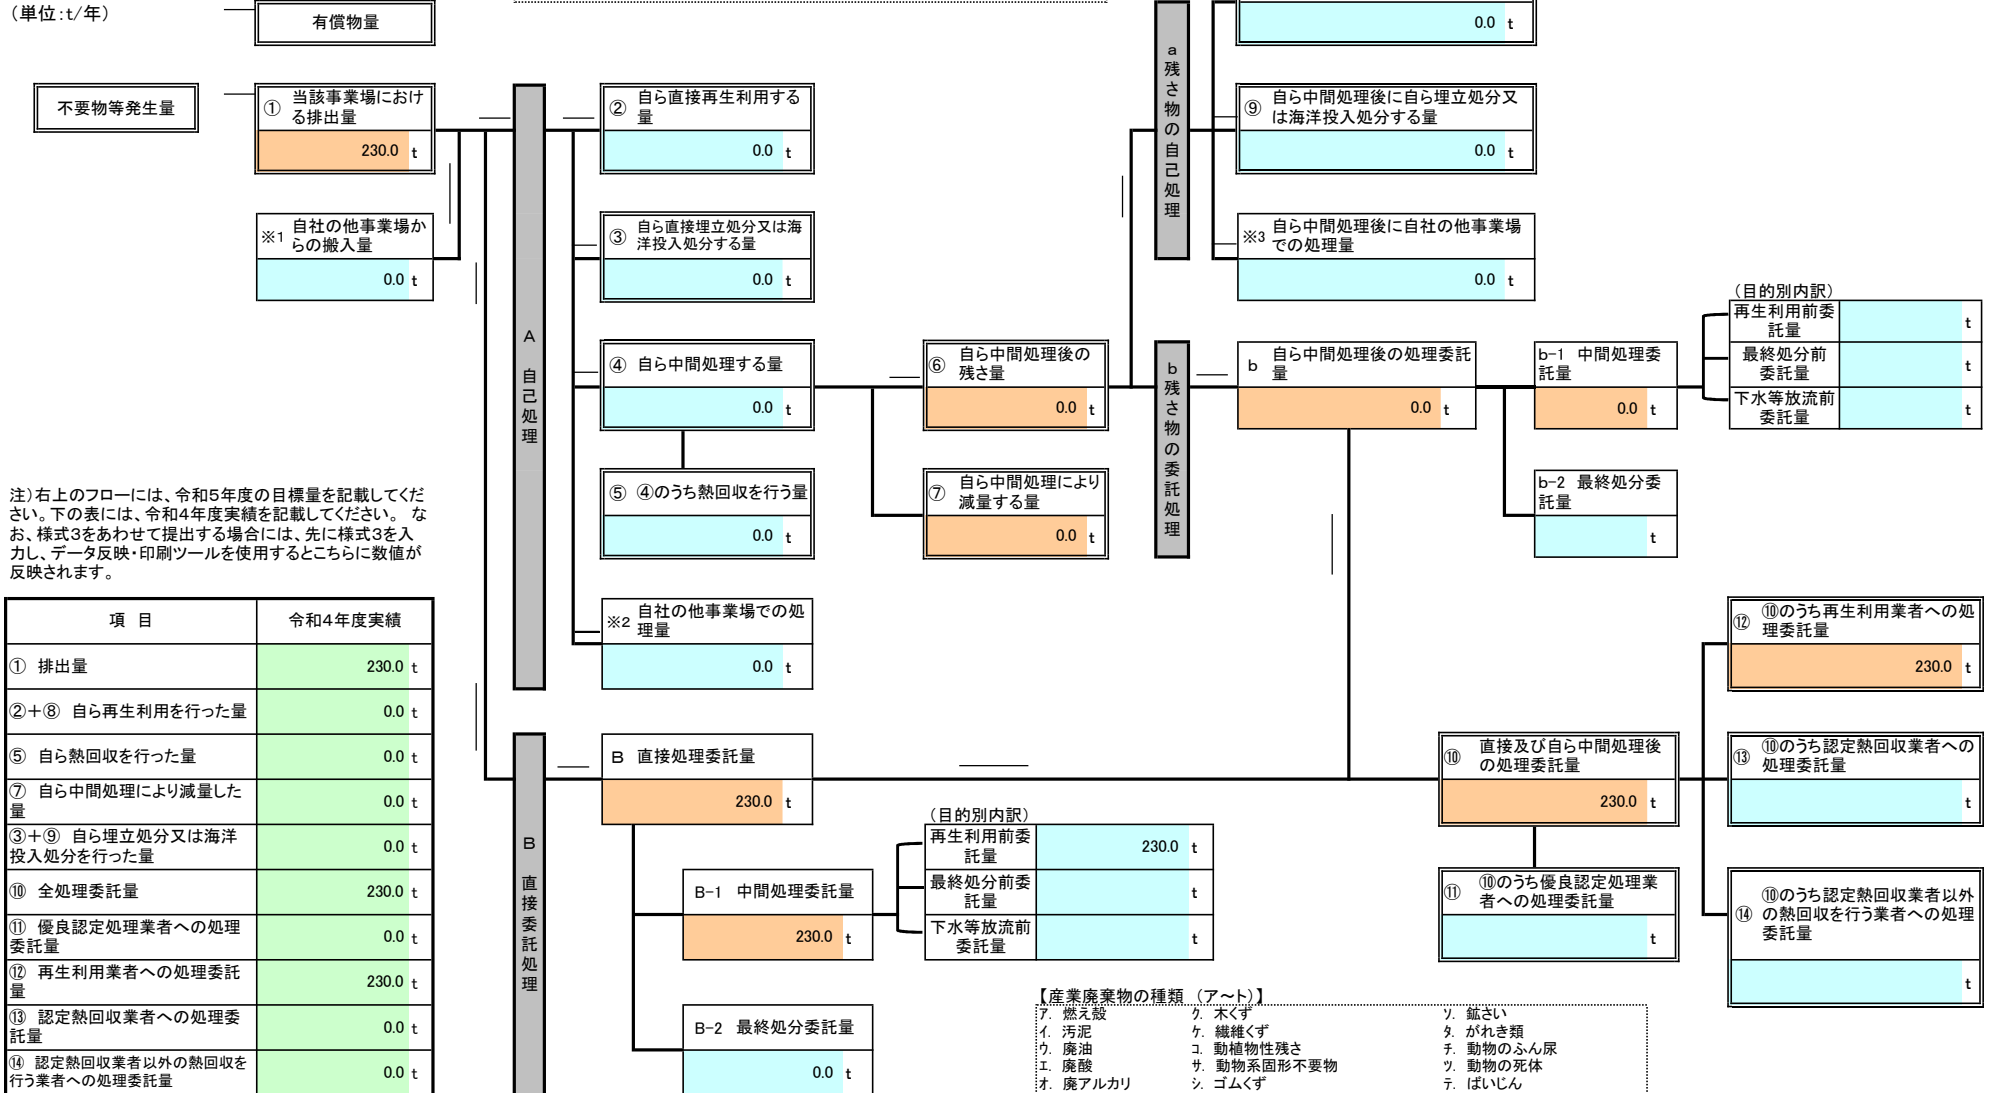 （単位：t/年）
有償物量
0.0 t
不要物等発生量
① 当該事業場におけ
る排出量
230.0 t
※1 自社の他事業場か
らの搬入量
0.0 t
A
自
己
処
理
② 自ら直接再生利用する
量
0.0 t
③ 自ら直接埋立処分又は海
洋投入処分する量
0.0 t
④ 自ら中間処理する量
0.0 t
⑤ ④のうち熱回収を行う量
0.0 t
※2 自社の他事業場での処
理量
0.0 t
⑥ 自ら中間処理後の
残さ量
0.0 t
⑦ 自ら中間処理により
減量する量
0.0 t
a
残
さ
物
の
自
己
処
理
⑨ 自ら中間処理後に自ら埋立処分又
は海洋投入処分する量
0.0 t
※3 自ら中間処理後に自社の他事業場
での処理量
0.0 t
b
残
さ
物
の
委
託
処
理
b 自ら中間処理後の処理委託
量
0.0 t
b-1 中間処理委
託量
0.0 t
b-2 最終処分委
託量
t
（目的別内訳）
再生利用前委
託量
t
最終処分前
委託量
t
下水等放流前
委託量
t
注）右上のフローには、令和５年度の目標量を記載してくだ
さい。下の表には、令和４年度実績を記載してください。 な
お、様式３をあわせて提出する場合には、先に様式３を入
力し、データ反映・印刷ツールを使用するとこちらに数値が
反映されます。
項 目 令和４年度実績
① 排出量 230.0 t
②＋⑧ 自ら再生利用を行った量 0.0 t
⑤ 自ら熱回収を行った量 0.0 t
⑦ 自ら中間処理により減量した
量 0.0 t
③＋⑨ 自ら埋立処分又は海洋
投入処分を行った量 0.0 t
⑩ 全処理委託量 230.0 t
⑪ 優良認定処理業者への処理
委託量 0.0 t
⑫ 再生利用業者への処理委託
量 230.0 t
⑬ 認定熱回収業者への処理委
託量 0.0 t
⑭ 認定熱回収業者以外の熱回収を
行う業者への処理委託量 0.0 t
B
直
接
委
託
処
理
B 直接処理委託量
230.0 t
B-1 中間処理委託量
230.0 t
B-2 最終処分委託量
0.0 t
（目的別内訳）
再生利用前委
託量
230.0 t
最終処分前委
託量
t
下水等放流前
委託量
t
⑩ 直接及び自ら中間処理後
の処理委託量
230.0 t
⑪ ⑩のうち優良認定処理業
者への処理委託量
t
⑫ ⑩のうち再生利用業者への処
理委託量
230.0 t
⑬ ⑩のうち認定熱回収業者への
処理委託量
t
⑭ ⑩のうち認定熱回収業者以外
の熱回収を行う業者への処理
委託量
t
【産業廃棄物の種類 （ア～ト）】
ア. 燃え殻 ク. 木くず ソ. 鉱さい
イ. 汚泥 ケ. 繊維くず タ. がれき類
ウ. 廃油 コ. 動植物性残さ チ. 動物のふん尿
エ. 廃酸 サ. 動物系固形不要物 ツ. 動物の死体
オ. 廃アルカリ シ. ゴムくず テ. ばいじん